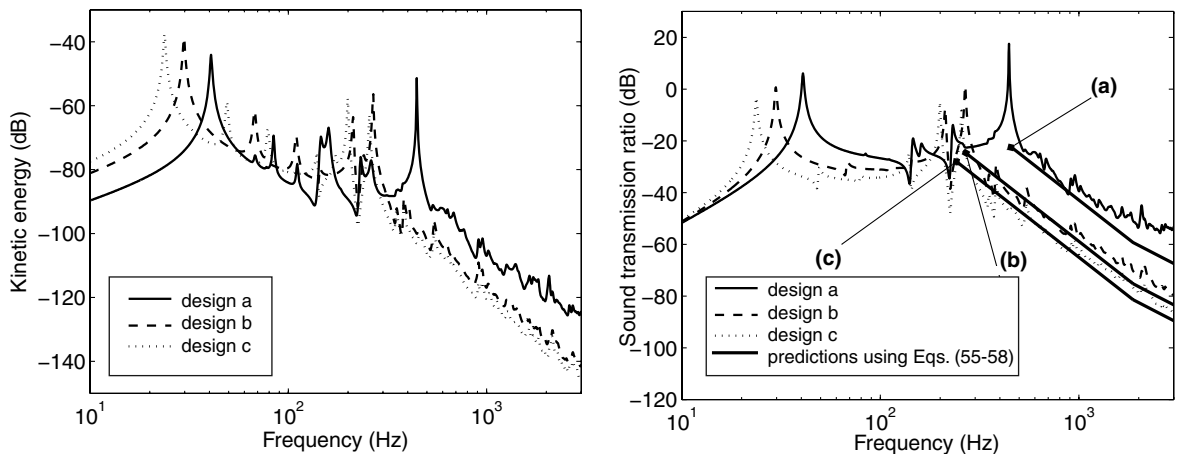 Kinetic energy (dB)
−40
−60
−80
−100
−120
−140
design a
design b
design c
10^1
10^2
10^3
Frequency (Hz)
Sound transmission ratio (dB)
20
0
−20
−40
−60
−80
−100
−120
(a)
(c)
(b)
design a
design b
design c
predictions using Eqs. (55-58)
10^1
10^2
10^3
Frequency (Hz)